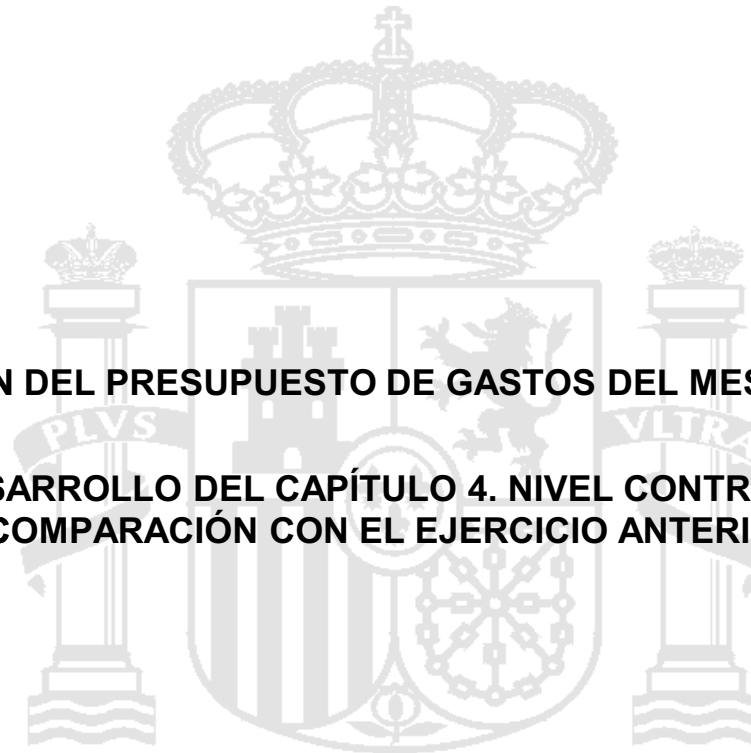 N DEL PRESUPUESTO DE GASTOS DEL MES
PLVS VLTRA
SARROLLO DEL CAPÍTULO 4. NIVEL CONTR
COMPARACIÓN CON EL EJERCICIO ANTERI